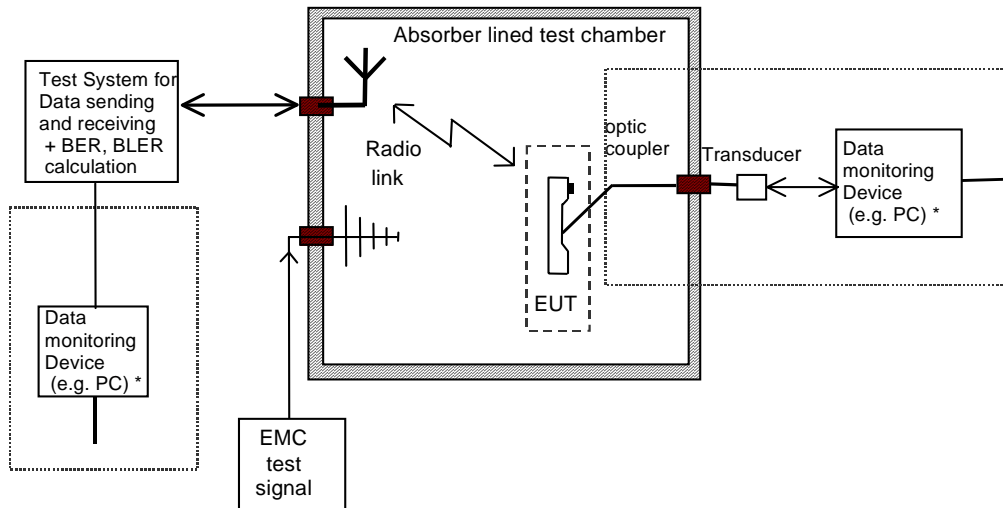 Absorber lined test chamber
Test System for
Data sending
and receiving
+ BER, BLER
calculation
Radio
link
optic
coupler
Transducer
Data
monitoring
Device
(e.g. PC) *
EUT
Data
monitoring
Device
(e.g. PC) *
EMC
test
signal